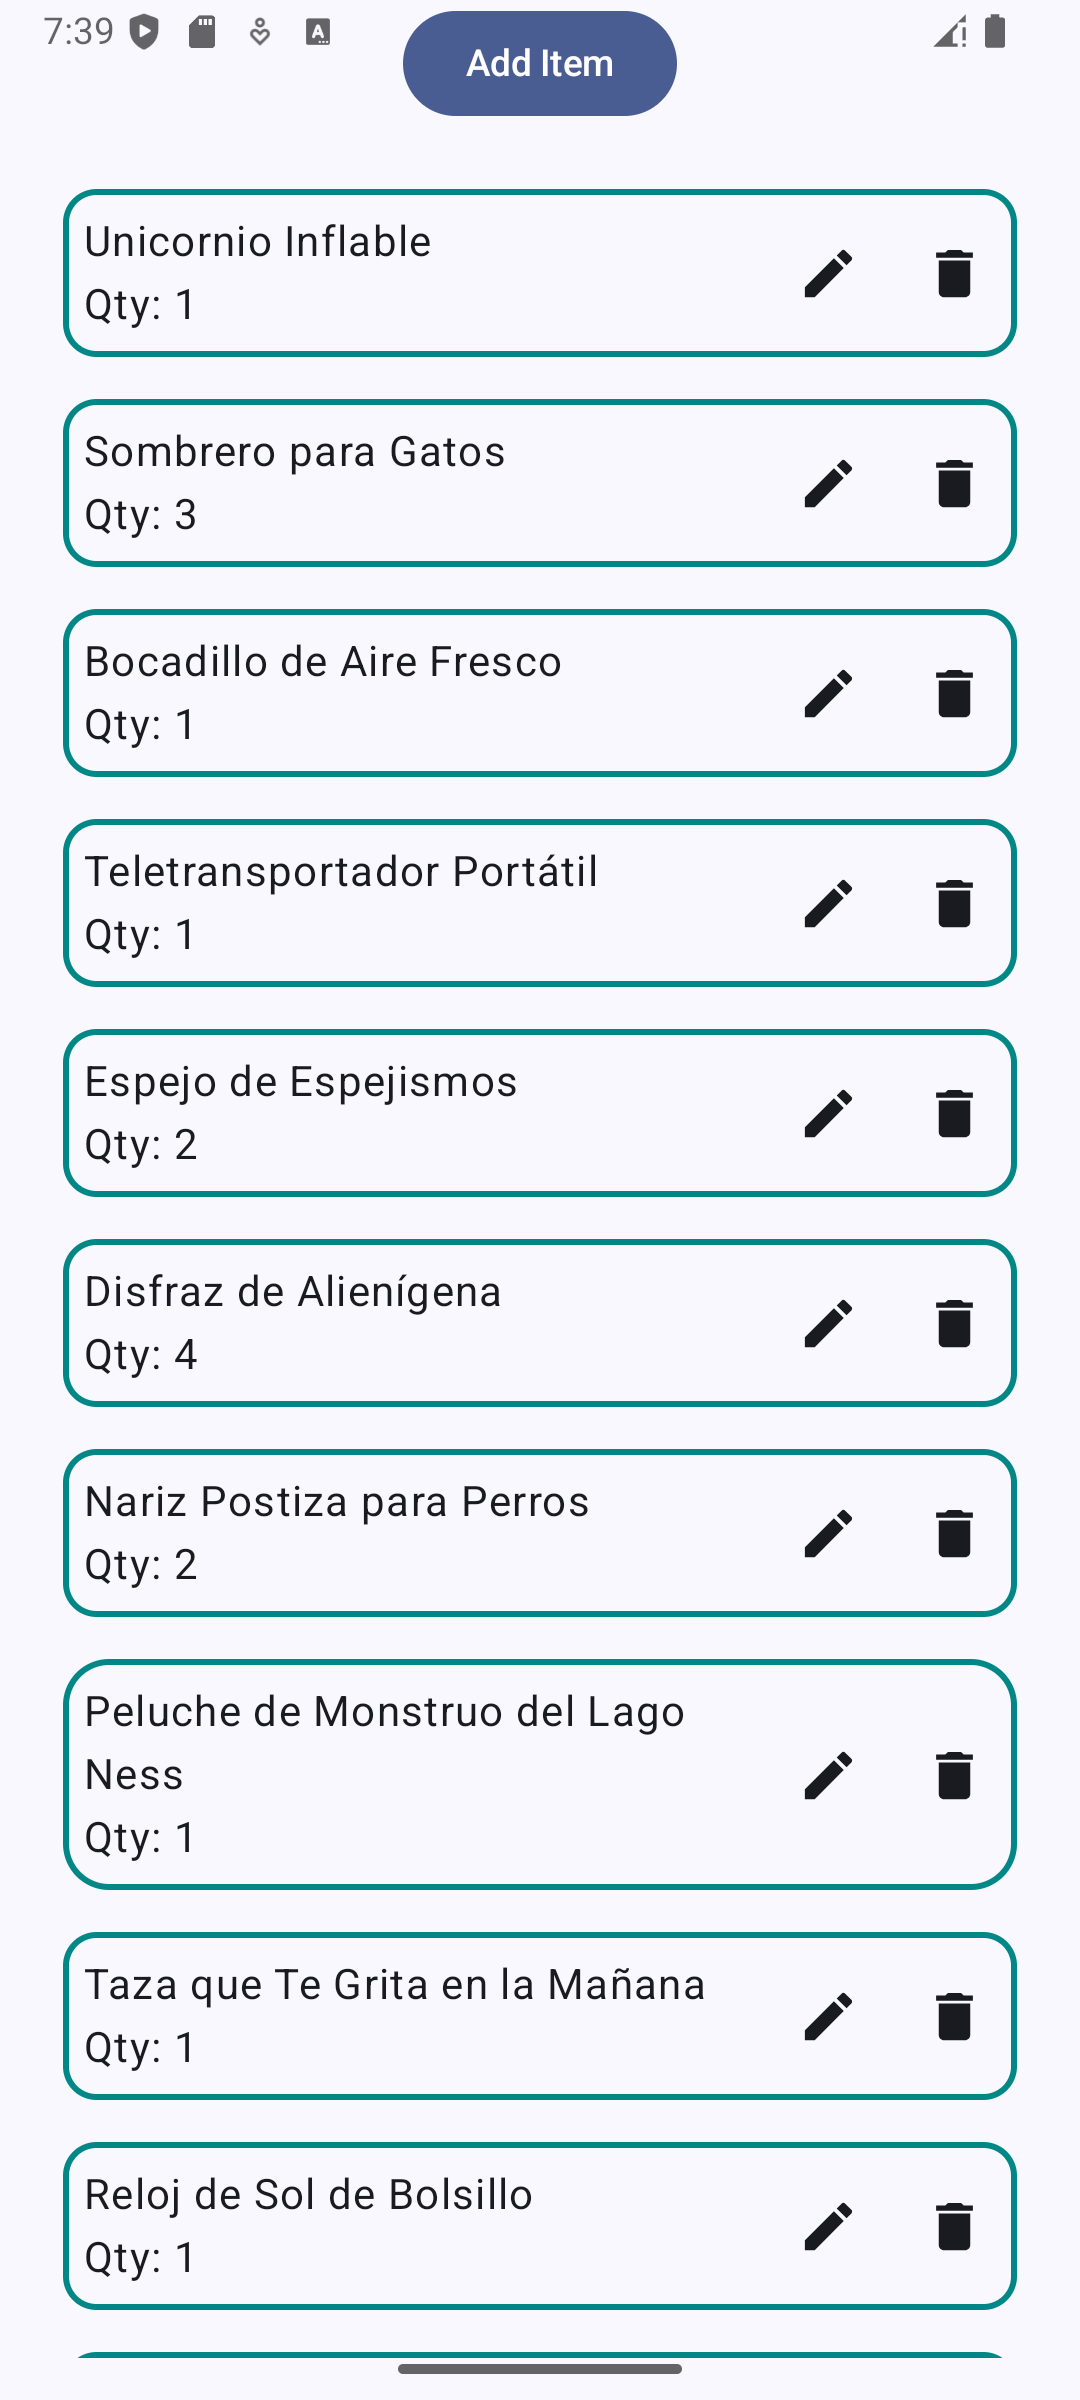 7:39
Add Item
Unicornio Inflable
Qty: 1
Sombrero para Gatos
Qty: 3
Bocadillo de Aire Fresco
Qty: 1
Teletransportador Portátil
Qty: 1
Espejo de Espejismos
Qty: 2
Disfraz de Alienígena
Qty: 4
Nariz Postiza para Perros
Qty: 2
Peluche de Monstruo del Lago
Ness
Qty: 1
Taza que Te Grita en la Mañana
Qty: 1
Reloj de Sol de Bolsillo
Qty: 1